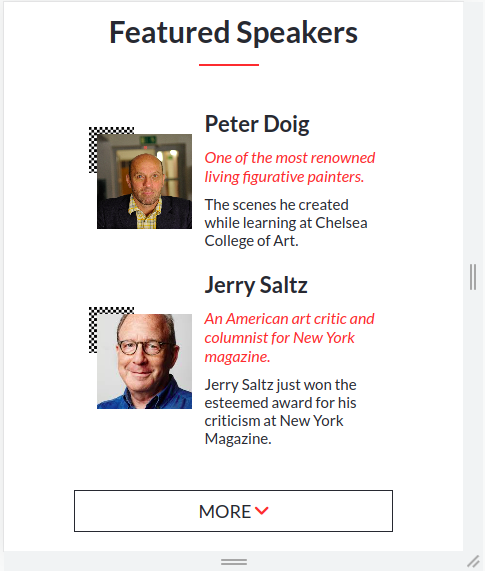 Featured Speakers
Peter Doig
One of the most renowned
living figurative painters.
The scenes he created
while learning at Chelsea
College of Art.
Jerry Saltz
An American art critic and
columnist for New York
magazine.
Jerry Saltz just won the
esteemed award for his
criticism at New York
Magazine.
MORE